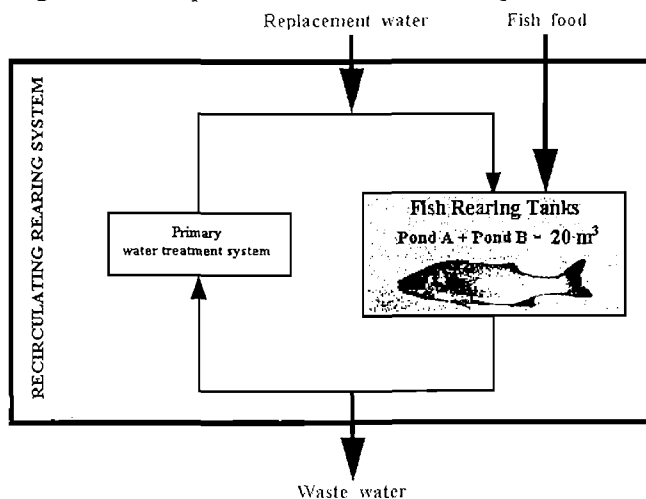 Replacement water
Fish food
RECIRCULATING REARING SYSTEM
Fish Rearing Tanks
Pond A + Pond B - 20 m³
Primary
water treatment system
Waste water